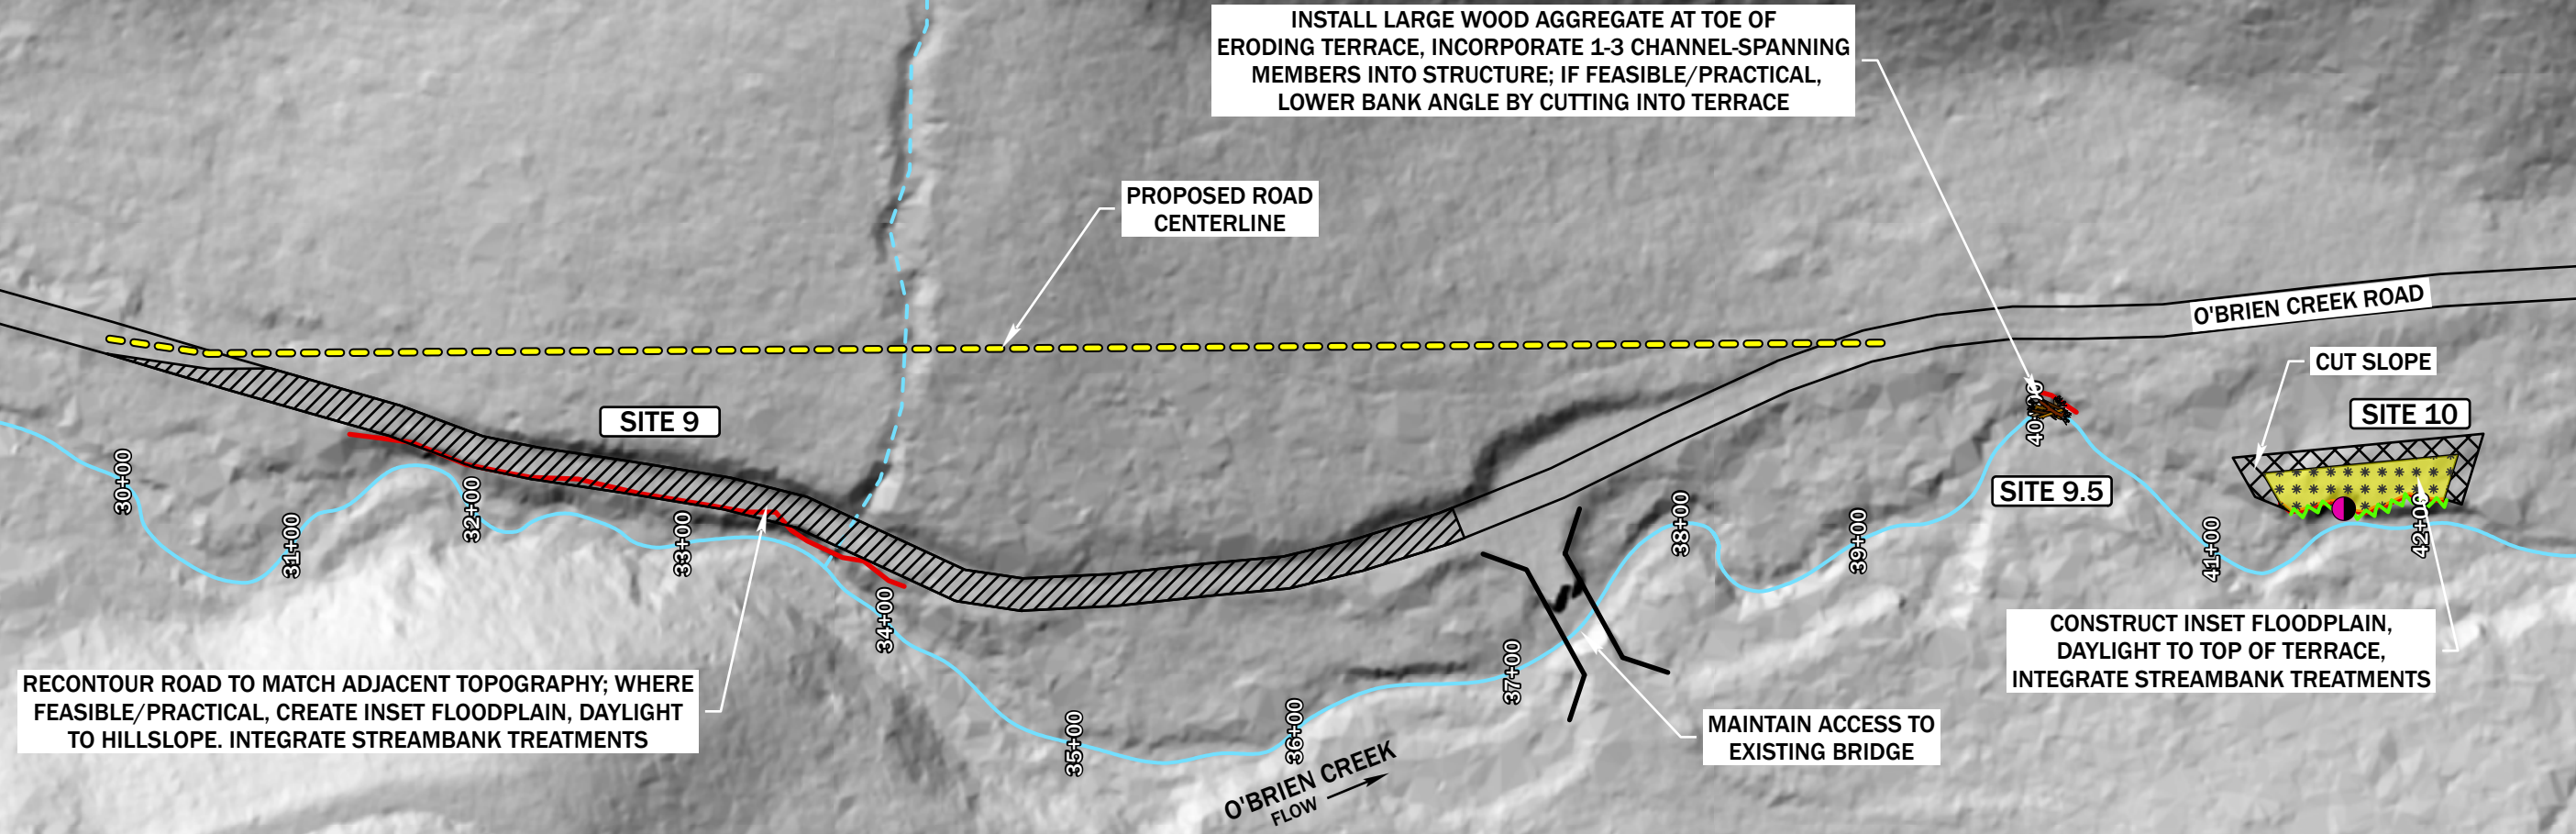 INSTALL LARGE WOOD AGGREGATE AT TOE OF
ERODING TERRACE, INCORPORATE 1-3 CHANNEL-SPANNING
MEMBERS INTO STRUCTURE; IF FEASIBLE/PRACTICAL,
LOWER BANK ANGLE BY CUTTING INTO TERRACE
PROPOSED ROAD
CENTERLINE
O'BRIEN CREEK ROAD
CUT SLOPE
SITE 9
SITE 10
SITE 9.5
30+00
31+00
32+00
33+00
34+00
35+00
36+00
37+00
38+00
39+00
40+00
41+00
42+00
RECONTOUR ROAD TO MATCH ADJACENT TOPOGRAPHY; WHERE
FEASIBLE/PRACTICAL, CREATE INSET FLOODPLAIN, DAYLIGHT
TO HILLSLOPE. INTEGRATE STREAMBANK TREATMENTS
CONSTRUCT INSET FLOODPLAIN,
DAYLIGHT TO TOP OF TERRACE,
INTEGRATE STREAMBANK TREATMENTS
MAINTAIN ACCESS TO
EXISTING BRIDGE
O'BRIEN CREEK
FLOW